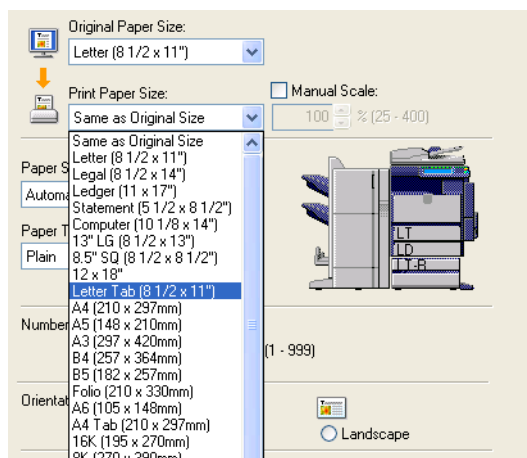 Original Paper Size:
Letter (8 1/2 x 11")
Print Paper Size:
Manual Scale:
Same as Original Size
100 % (25 - 400)
Same as Original Size
Letter (8 1/2 x 11")
Legal (8 1/2 x 14")
Ledger (11 x 17")
Statement (5 1/2 x 8 1/2")
Computer (10 1/8 x 14")
13" LG (8 1/2 x 13")
8.5" SQ (8 1/2 x 8 1/2")
12 x 18"
Letter Tab (8 1/2 x 11")
A4 (210 x 297mm)
A5 (148 x 210mm)
A3 (297 x 420mm)
B4 (257 x 364mm)
B5 (182 x 257mm)
Folio (210 x 330mm)
A6 (105 x 148mm)
A4 Tab (210 x 297mm)
16K (195 x 270mm)
8K (270 x 390mm)
Paper S
Automa
Paper T
Plain
LT
LD
LT-R
Number
(1 - 999)
Orientat
Landscape